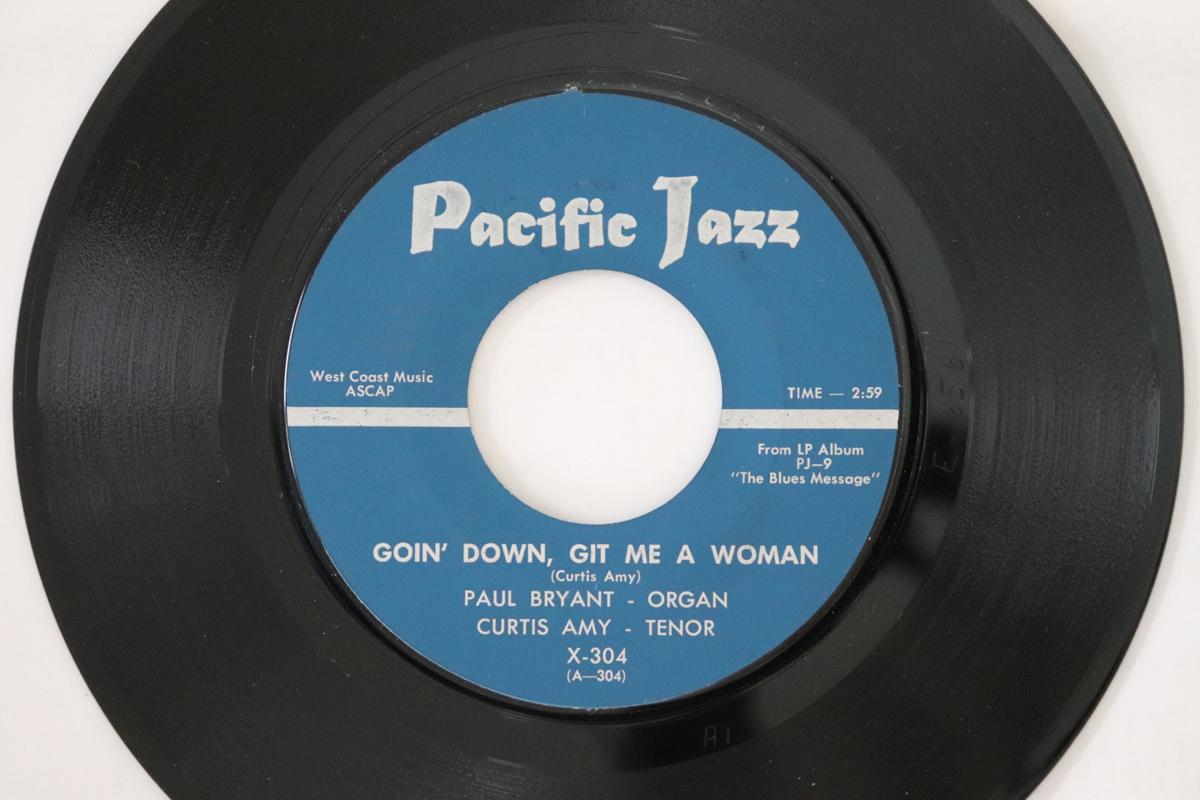 Pacific Jazz
West Coast Music
ASCAP
TIME — 2:59
From LP Album
PJ—9
"The Blues Message"
GOIN' DOWN, GIT ME A WOMAN
(Curtis Amy)
PAUL BRYANT - ORGAN
CURTIS AMY - TENOR
X-304
(A—304)
A1